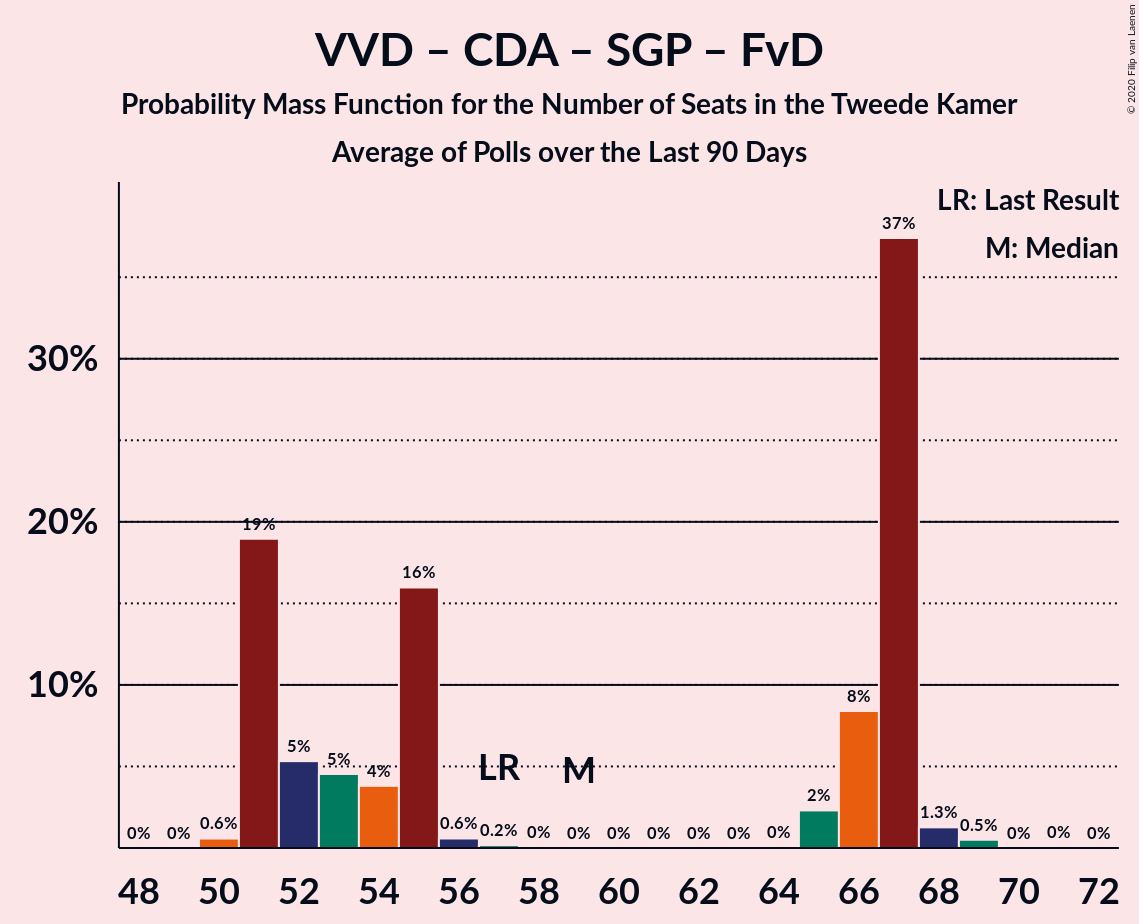 VVD – CDA – SGP – FvD
Probability Mass Function for the Number of Seats in the Tweede Kamer
Average of Polls over the Last 90 Days
© 2020 Filip van Laenen
LR: Last Result
M: Median
30%
20%
10%
0% 0% 0.6% 19% 5% 5% 4% 16% 0.6% 0.2% 0% 0% 0% 0% 0% 0% 0% 2% 8% 37% 1.3% 0.5% 0% 0% 0%
LR M
48 50 52 54 56 58 60 62 64 66 68 70 72